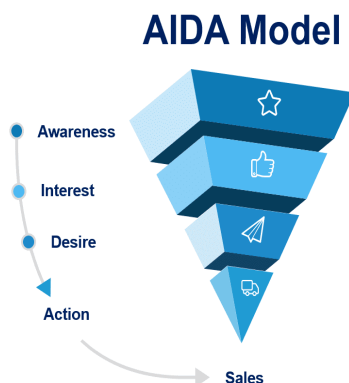 AIDA Model
Awareness
Interest
Desire
Action
Sales